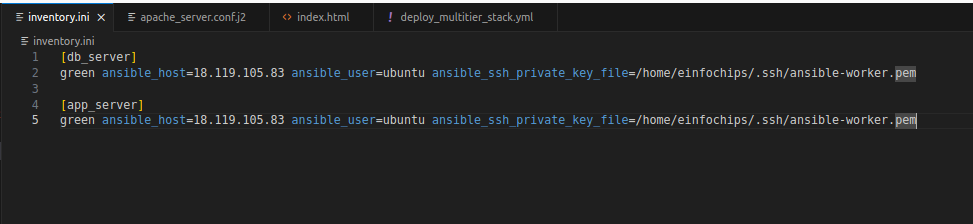 inventory.ini × apache_server.conf.j2 <> index.html ! deploy_multitier_stack.yml
inventory.ini
1 [db_server]
2 green ansible_host=18.119.105.83 ansible_user=ubuntu ansible_ssh_private_key_file=/home/einfochips/.ssh/ansible-worker.pem
3
4 [app_server]
5 green ansible_host=18.119.105.83 ansible_user=ubuntu ansible_ssh_private_key_file=/home/einfochips/.ssh/ansible-worker.pem